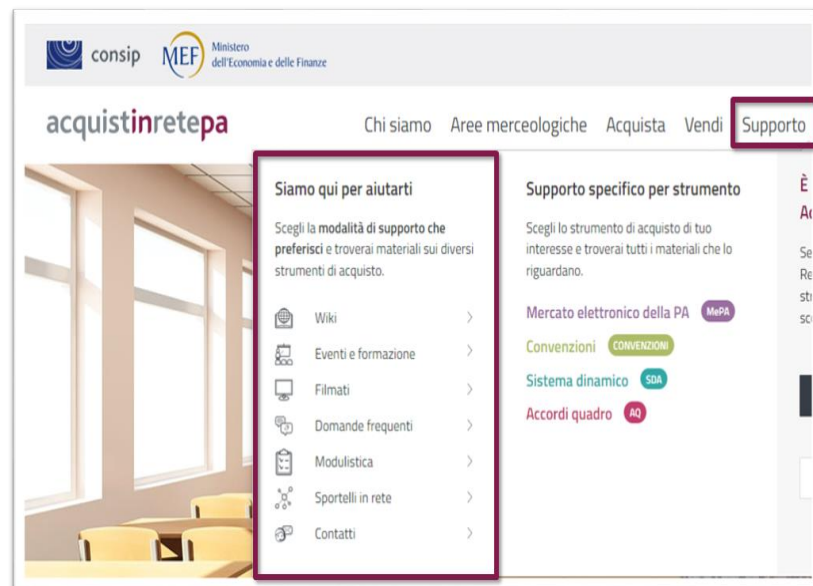 consip
MEF
Ministero
dell'Economia e delle Finanze
acquistinretepa
Chi siamo Aree merceologiche Acquista Vendi Supporto
Siamo qui per aiutarti
Scegli la modalità di supporto che
preferisci e troverai materiali sui diversi
strumenti di acquisto.
Wiki
Eventi e formazione
Filmati
Domande frequenti
Modulistica
Sportelli in rete
Contatti
Supporto specifico per strumento
Scegli lo strumento di acquisto di tuo
interesse e troverai tutti i materiali che lo
riguardano.
Mercato elettronico della PA MePA
Convenzioni CONVENZIONI
Sistema dinamico SDA
Accordi quadro AQ
È